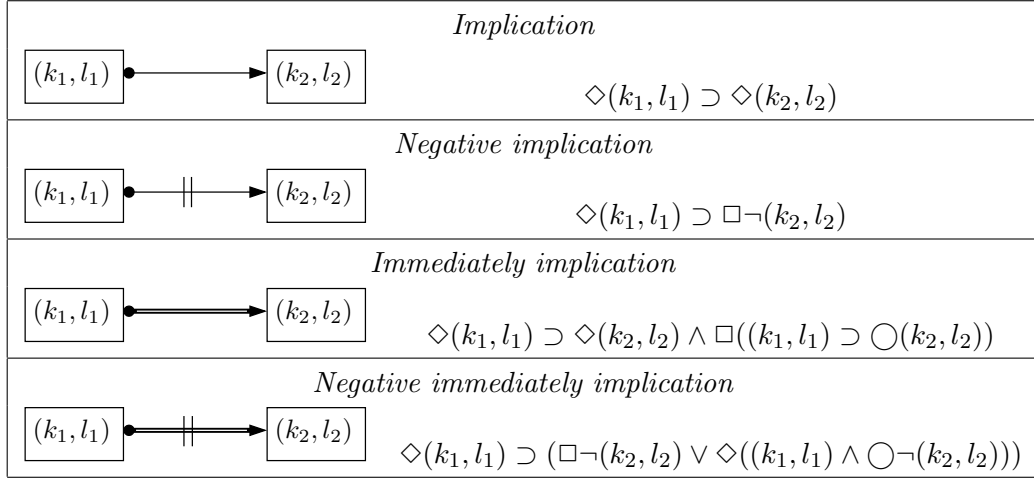 Implication
(k₁, l₁) (k₂, l₂)
◇(k₁, l₁) ⊃ ◇(k₂, l₂)
Negative implication
(k₁, l₁) (k₂, l₂)
◇(k₁, l₁) ⊃ □¬(k₂, l₂)
Immediately implication
(k₁, l₁) (k₂, l₂)
◇(k₁, l₁) ⊃ ◇(k₂, l₂) ∧ □((k₁, l₁) ⊃ ◯(k₂, l₂))
Negative immediately implication
(k₁, l₁) (k₂, l₂)
◇(k₁, l₁) ⊃ (□¬(k₂, l₂) ∨ ◇((k₁, l₁) ∧ ◯¬(k₂, l₂)))